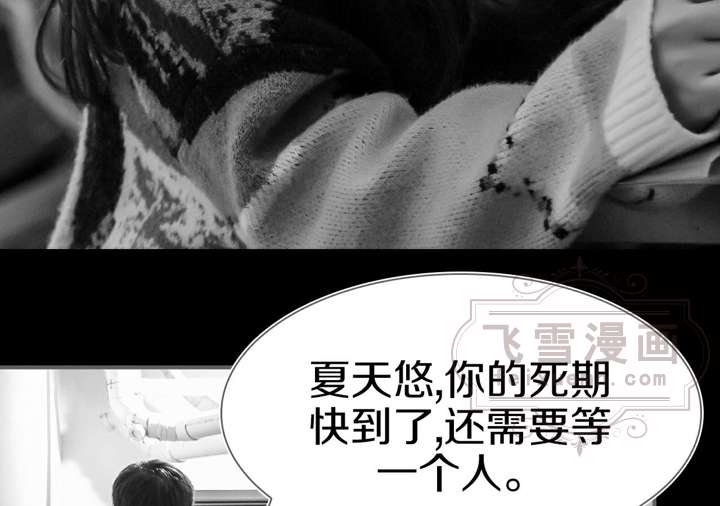 飞雪漫画
夏天悠,你的死期
快到了,还需要等
一个人。